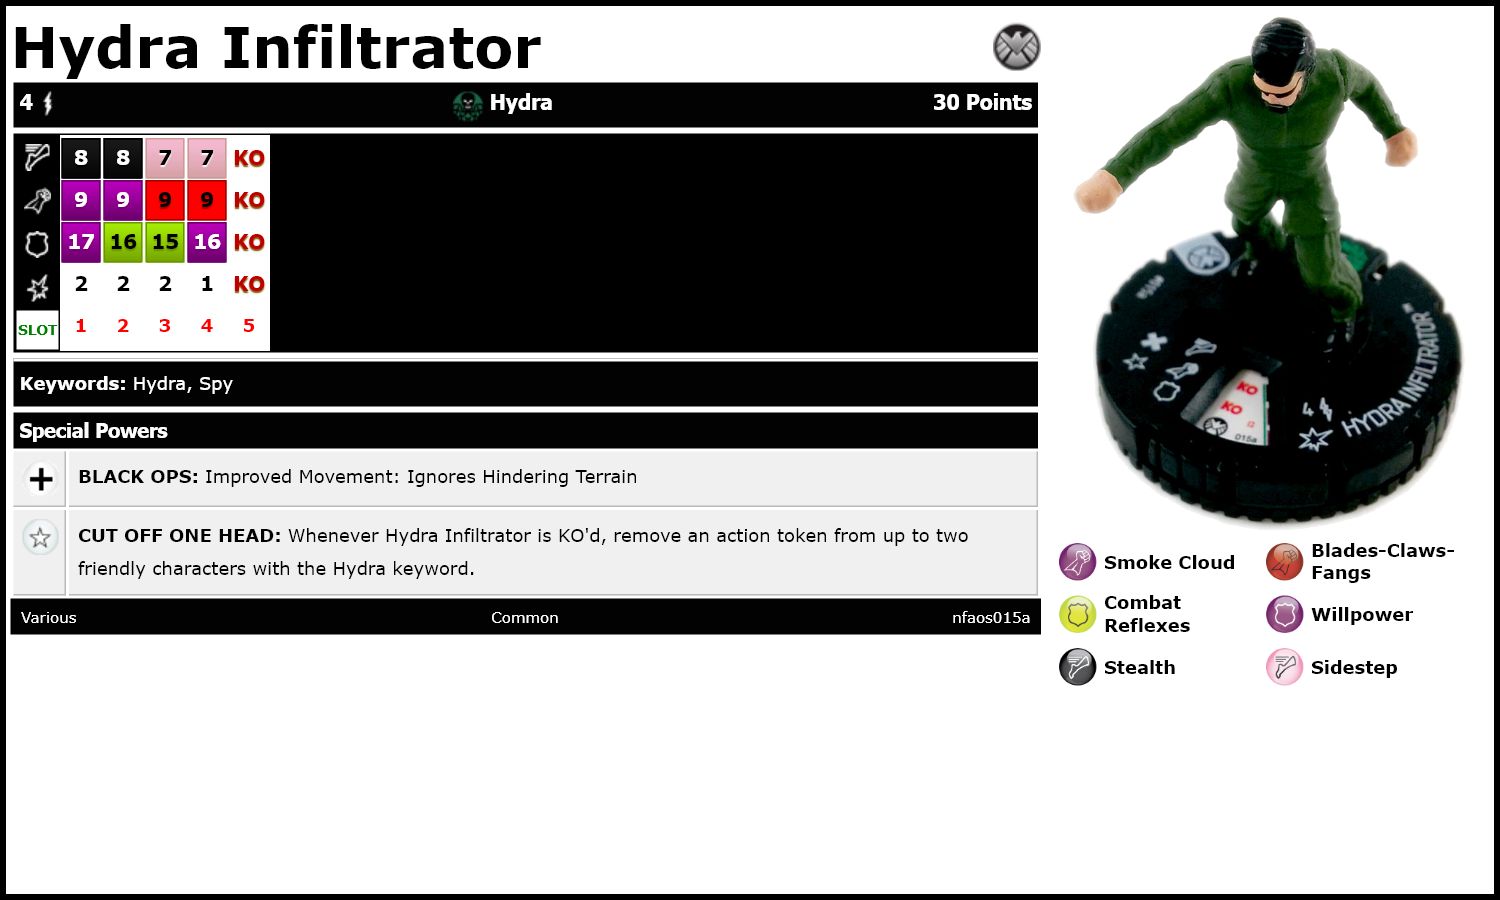 Hydra Infiltrator
4 Hydra 30 Points
8 8 7 7 KO
9 9 9 9 KO
17 16 15 16 KO
2 2 2 1 KO
SLOT 1 2 3 4 5
Keywords: Hydra, Spy
Special Powers
BLACK OPS: Improved Movement: Ignores Hindering Terrain
CUT OFF ONE HEAD: Whenever Hydra Infiltrator is KO'd, remove an action token from up to two
friendly characters with the Hydra keyword.
Various Common nfaos015a
KO
KO
12
015a
4
HYDRA INFILTRATOR™
Smoke Cloud
Blades-Claws-
Fangs
Combat
Reflexes
Willpower
Stealth
Sidestep